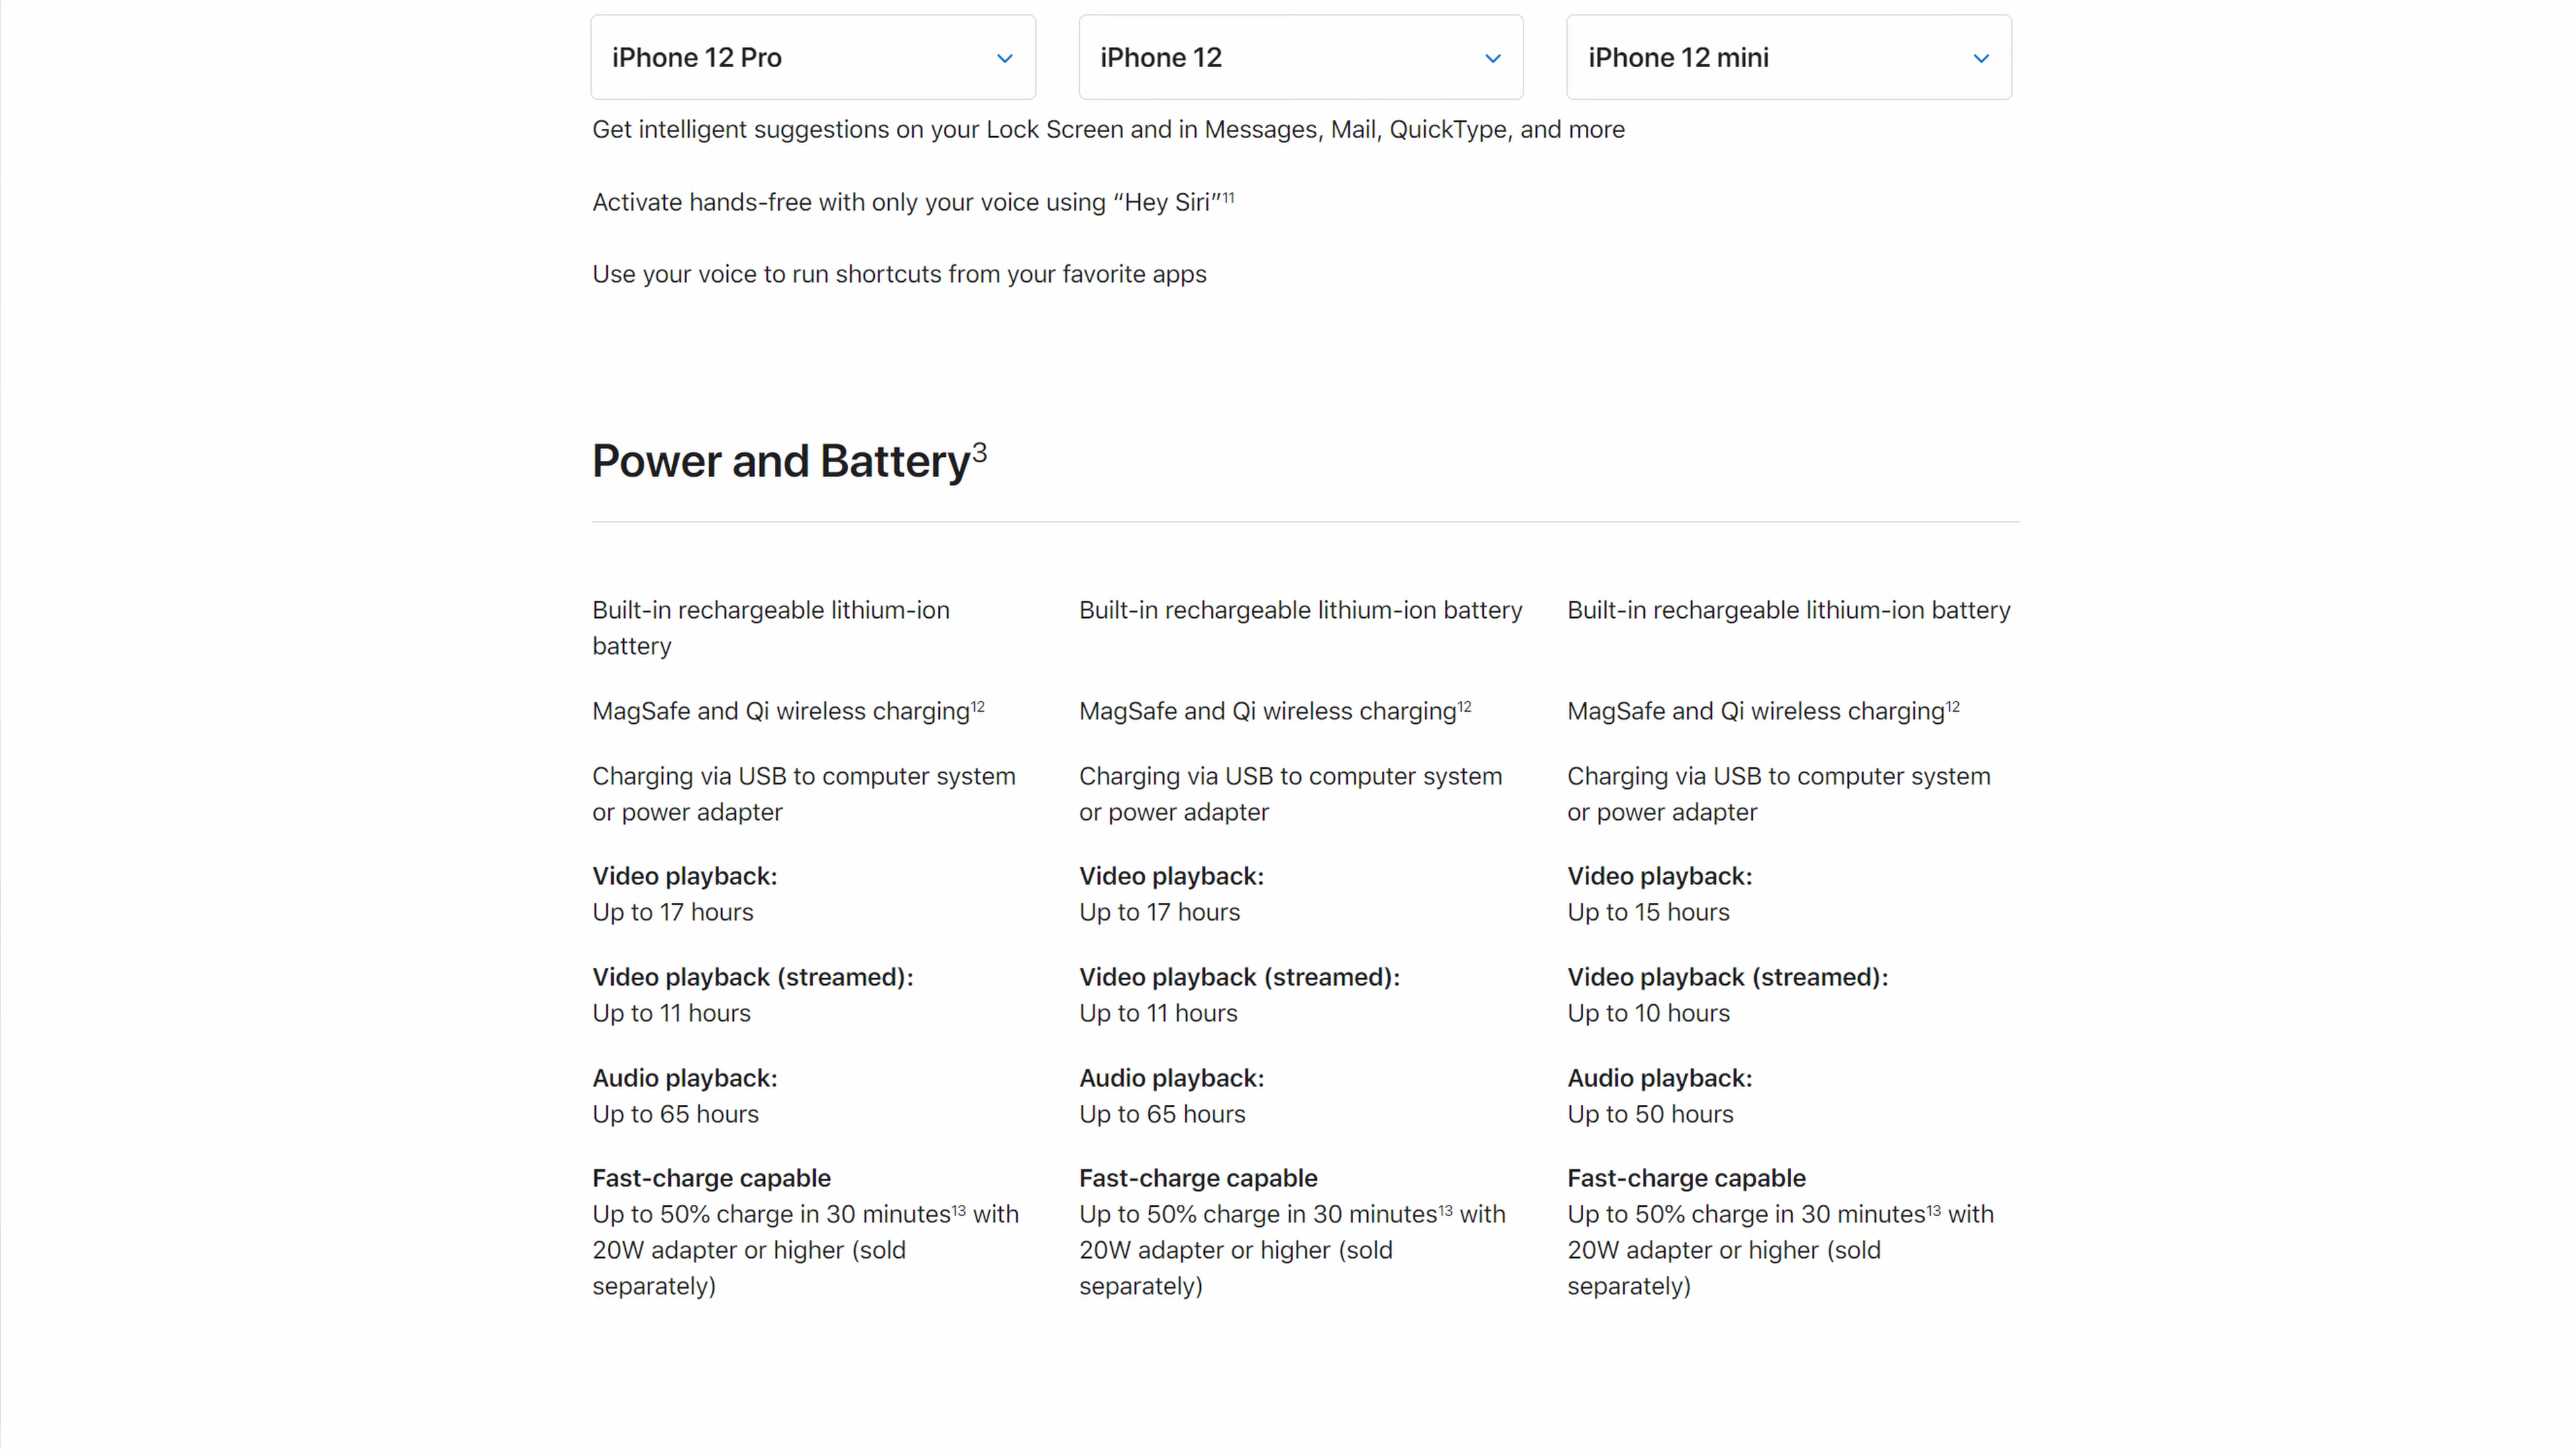 iPhone 12 Pro
iPhone 12
iPhone 12 mini
Get intelligent suggestions on your Lock Screen and in Messages, Mail, QuickType, and more
Activate hands-free with only your voice using “Hey Siri”11
Use your voice to run shortcuts from your favorite apps
Power and Battery3
Built-in rechargeable lithium-ion
battery
MagSafe and Qi wireless charging12
Charging via USB to computer system
or power adapter
Video playback:
Up to 17 hours
Video playback (streamed):
Up to 11 hours
Audio playback:
Up to 65 hours
Fast-charge capable
Up to 50% charge in 30 minutes13 with
20W adapter or higher (sold
separately)
Built-in rechargeable lithium-ion battery
MagSafe and Qi wireless charging12
Charging via USB to computer system
or power adapter
Video playback:
Up to 17 hours
Video playback (streamed):
Up to 11 hours
Audio playback:
Up to 65 hours
Fast-charge capable
Up to 50% charge in 30 minutes13 with
20W adapter or higher (sold
separately)
Built-in rechargeable lithium-ion battery
MagSafe and Qi wireless charging12
Charging via USB to computer system
or power adapter
Video playback:
Up to 15 hours
Video playback (streamed):
Up to 10 hours
Audio playback:
Up to 50 hours
Fast-charge capable
Up to 50% charge in 30 minutes13 with
20W adapter or higher (sold
separately)